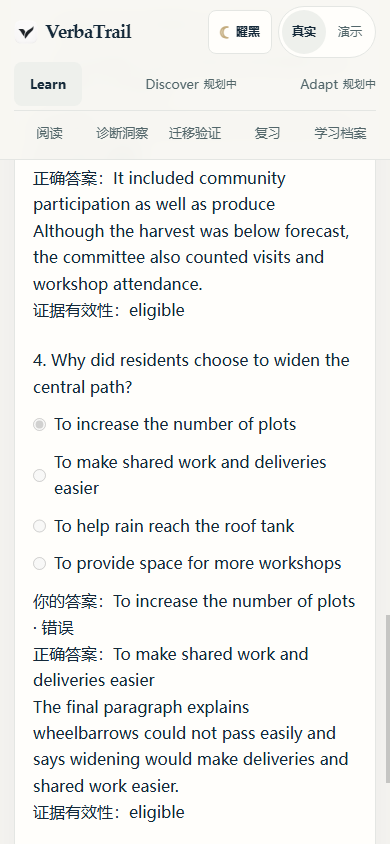 VerbaTrail
曜黑
真实
演示
Learn
Discover 规划中
Adapt 规划中
阅读
诊断洞察
迁移验证
复习
学习档案
正确答案：It included community
participation as well as produce
Although the harvest was below forecast,
the committee also counted visits and
workshop attendance.
证据有效性：eligible
4. Why did residents choose to widen the
central path?
To increase the number of plots
To make shared work and deliveries
easier
To help rain reach the roof tank
To provide space for more workshops
你的答案：To increase the number of plots
· 错误
正确答案：To make shared work and
deliveries easier
The final paragraph explains
wheelbarrows could not pass easily and
says widening would make deliveries and
shared work easier.
证据有效性：eligible